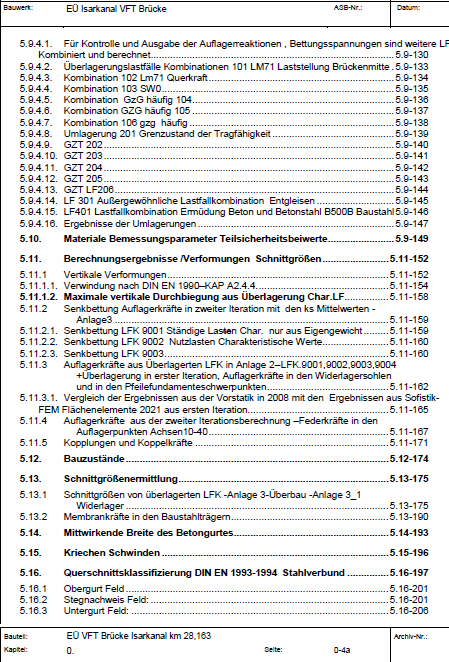 Bauwerk: EÜ Isarkanal VFT Brücke ASB-Nr.: Datum:
5.9.4.1. Für Kontrolle und Ausgabe der Auflagerreaktionen , Bettungsspannungen sind weitere LF
Kombiniert und berechnet. 5.9-130
5.9.4.2. Überlagerungslastfälle Kombinationen 101 LM71 Laststellung Brückenmitte . 5.9-133
5.9.4.3. Kombination 102 Lm71 Querkraft 5.9-134
5.9.4.4. Kombination 103 SW0 5.9-135
5.9.4.5. Kombination GzG häufig 104 5.9-136
5.9.4.6. Kombination GZG häufig 105 5.9-137
5.9.4.7. Kombination 106 gzg häufig 5.9-138
5.9.4.8. Umlagerung 201 Grenzustand der Tragfähigkeit 5.9-139
5.9.4.9. GZT 202 5.9-140
5.9.4.10. GZT 203 5.9-141
5.9.4.11. GZT 204 5.9-142
5.9.4.12. GZT 205 5.9-143
5.9.4.13. GZT LF206 5.9-144
5.9.4.14. LF 301 Außergewöhnliche Lastfallkombination Entgleisen 5.9-145
5.9.4.15. LF401 Lastfallkombination Ermüdung Beton und Betonstahl B500B Baustahl 5.9-146
5.9.4.16. Ergebnisse der Umlagerungen 5.9-147
5.10. Materiale Bemessungsparameter Teilsicherheitsbeiwerte 5.9-149
5.11. Berechnungsergebnisse /Verformungen Schnittgrößen 5.11-152
5.11.1 Vertikale Verformungen 5.11-152
5.11.1.1. Verwindung nach DIN EN 1990–KAP A2.4.4. 5.11-154
5.11.1.2. Maximale vertikale Durchbiegung aus Überlagerung Char.LF 5.11-158
5.11.2 Senkbettung Auflagerkräfte in zweiter Iteration mit den ks Mittelwerten -
Anlage3 5.11-159
5.11.2.1. Senkbettung LFK 9001 Ständige Lasten Char. nur aus Eigengewicht 5.11-159
5.11.2.2. Senkbettung LFK 9002 Nutzlasten Charakteristische Werte 5.11-160
5.11.2.3. Senkbettung LFK 9003 5.11-160
5.11.3 Auflagerkräfte aus Überlagerten LFK in Anlage 2–LFK.9001,9002,9003,9004
+Überlagerung in erster Iteration, Auflagerkräfte in den Widerlagersohlen
und in den Pfeilefundamenteschwerpunkten 5.11-162
5.11.3.1. Vergleich der Ergebnissen aus der Vorstatik in 2008 mit den Ergebnissen aus Sofistik-
FEM Flächenelemente 2021 aus ersten Iteration 5.11-165
5.11.4 Auflagerkräfte aus der zweiter Iterationsberechnung –Federkräfte in den
Auflagerpunkten Achsen10-40 5.11-167
5.11.5 Kopplungen und Koppelkräfte 5.11-171
5.12. Bauzustände 5.12-174
5.13. Schnittgrößenermittlung 5.13-175
5.13.1 Schnittgrößen von überlagerten LFK -Anlage 3-Überbau -Anlage 3_1
Widerlager 5.13-175
5.13.2 Membrankräfte in den Baustahlträgern 5.13-190
5.14. Mittwirkende Breite des Betongurtes 5.14-193
5.15. Kriechen Schwinden 5.15-196
5.16. Querschnittsklassifizierung DIN EN 1993-1994 Stahlverbund 5.16-197
5.16.1 Obergurt Feld 5.16-201
5.16.2 Stegnachweis Feld: 5.16-201
5.16.3 Untergurt Feld: 5.16-206
Bauteil: EÜ VFT Brücke Isarkanal km 28,163 Archiv-Nr.:
Kapitel: 0. Seite: 0-4a